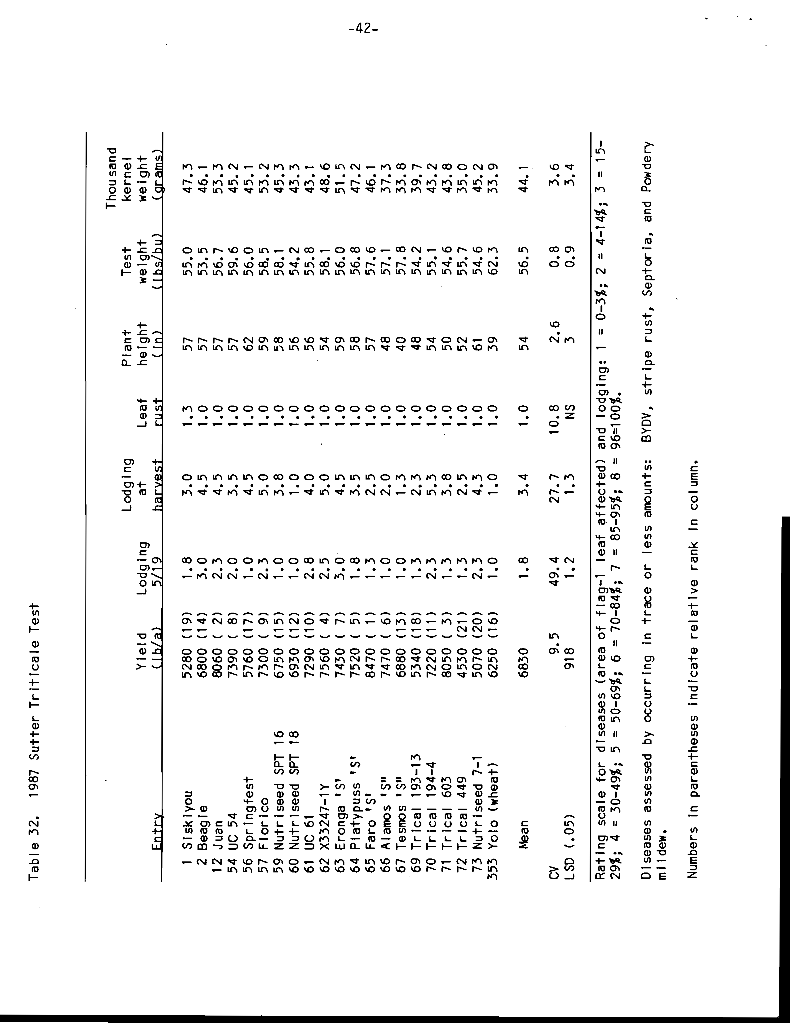 -42-
Table 32. 1987 Sutter Triticale Test
Thousand
Lodging Plant Test kernel
Yield Lodging at Leaf height weight weight
Entry (lb/a) 5/19 harvest rust (in) (lbs/bu) (grams)
1 Siskiyou 5280 (19) 1.8 3.0 1.3 57 55.0 47.3
2 Beagle 6800 (14) 3.0 4.5 1.0 57 53.5 46.1
12 Juan 8060 ( 2) 2.3 4.5 1.0 57 56.7 53.3
54 UC 34 7390 ( 8) 2.0 3.5 1.0 57 59.6 45.2
56 Springfest 5760 (17) 1.0 3.5 1.0 62 56.0 45.1
57 Florico 7300 ( 9) 2.3 5.0 1.0 59 58.5 53.2
59 Nutriseed SPT 16 6750 (15) 1.0 3.8 1.0 58 58.1 45.3
60 Nutriseed SPT 18 6930 (12) 1.0 1.0 1.0 56 54.2 43.3
61 UC 61 7290 (10) 2.8 4.0 1.0 56 55.8 43.1
62 X33247-1Y 7560 ( 4) 2.5 5.0 1.0 54 58.1 48.6
63 Eronga 'S' 7430 ( 7) 3.0 4.5 1.0 59 56.0 51.5
64 Platypuss 'S' 7520 ( 5) 1.8 3.5 1.0 58 56.8 47.2
65 Faro 'S' 8470 ( 1) 1.3 2.5 1.0 57 57.6 46.1
66 Alamos 'S" 7470 ( 6) 1.0 2.0 1.0 48 57.1 37.3
67 Tesmos 'S" 6880 (13) 1.0 1.3 1.0 40 57.8 33.8
69 Trical 193-13 5340 (18) 1.3 2.3 1.0 48 54.2 39.7
70 Trical 194-4 7220 (11) 2.3 5.3 1.0 54 55.1 43.2
71 Trical 603 8050 ( 3) 1.3 3.8 1.0 50 54.6 43.8
72 Trical 449 4530 (21) 1.3 2.5 1.0 52 55.7 35.0
73 Nutriseed 7-1 5070 (20) 2.3 4.3 1.0 61 54.6 45.2
353 Yolo (wheat) 6250 (16) 1.0 1.0 1.0 39 62.3 33.9
Mean 6830 1.8 3.4 1.0 54 56.5 44.1
CV 9.5 49.4 27.7 10.8 2.6 0.8 3.6
LSD (.05) 918 1.2 1.3 NS 3 0.9 3.4
Rating scale for diseases (area of flag-1 leaf affected) and lodging: 1 = 0-3%; 2 = 4-14%; 3 = 15-
29%; 4 = 30-49%; 5 = 50-69%; 6 = 70-84%; 7 = 85-95%; 8 = 96=100%.
Diseases assessed by occurring in trace or less amounts: BYDV, stripe rust, Septoria, and Powdery
mildew.
Numbers in parentheses indicate relative rank in column.